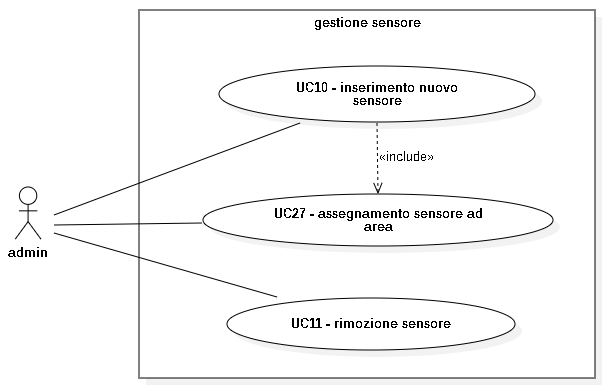 gestione sensore
UC10 - inserimento nuovo
sensore
«include»
UC27 - assegnamento sensore ad
area
admin
UC11 - rimozione sensore